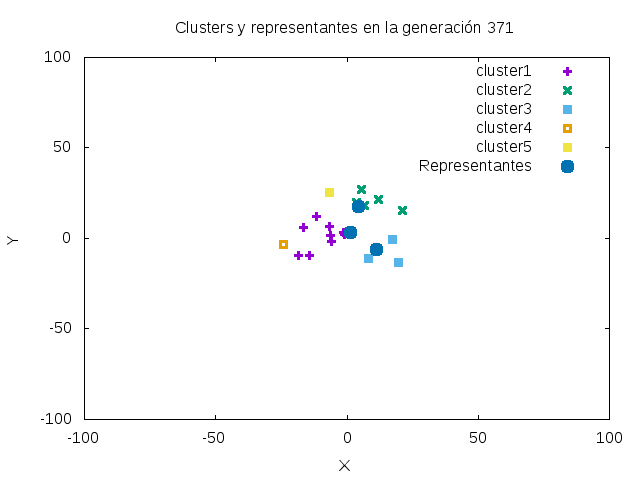 Clusters y representantes en la generación 371
100
50
0
-50
-100
-100
-50
0
50
100
Y
X
cluster1
cluster2
cluster3
cluster4
cluster5
Representantes